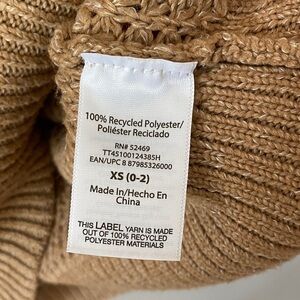 100% Recycled Polyester/
Poliéster Reciclado
RN# 52469
TT45100124385H
EAN/UPC 8 87985326000
XS (0-2)
Made In/Hecho En
China
THIS LABEL YARN IS MADE
OUT OF 100% RECYCLED
POLYESTER MATERIALS